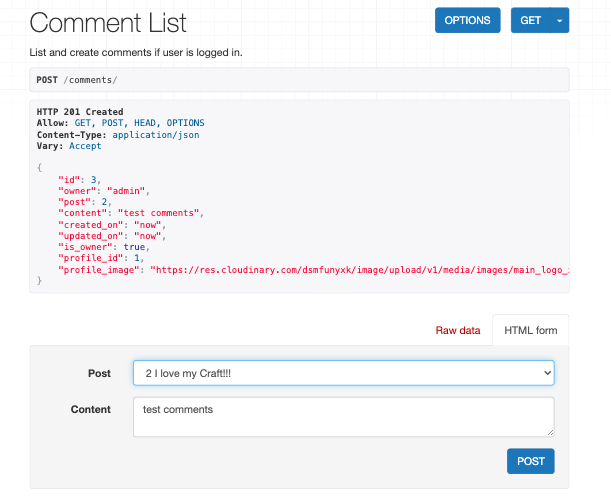 Comment List
OPTIONS
GET
List and create comments if user is logged in.
POST /comments/
HTTP 201 Created
Allow: GET, POST, HEAD, OPTIONS
Content-Type: application/json
Vary: Accept
{
"id": 3,
"owner": "admin",
"post": 2,
"content": "test comments",
"created_on": "now",
"updated_on": "now",
"is_owner": true,
"profile_id": 1,
"profile_image": "https://res.cloudinary.com/dsmfunyxk/image/upload/v1/media/images/main_logo_
}
Raw data
HTML form
Post
2 I love my Craft!!!
Content
test comments
POST